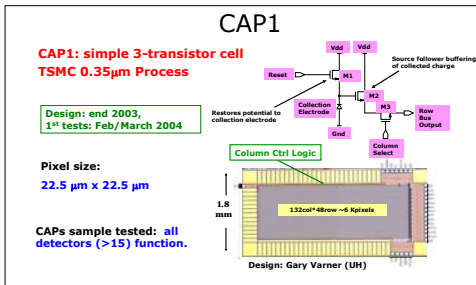 CAP1
CAP1: simple 3-transistor cell
TSMC 0.35µm Process
Design: end 2003,
1st tests: Feb/March 2004
Pixel size:
22.5 µm x 22.5 µm
CAPs sample tested: all
detectors (>15) function.
Vdd
Vdd
Source follower buffering
of collected charge
Reset
M1
M2
M3
Restores potential to
collection electrode
Collection
Electrode
Gnd
Row
Bus
Output
Column
Select
Column Ctrl Logic
1.8
mm
132col*48row ~6 Kpixels
Design: Gary Varner (UH)